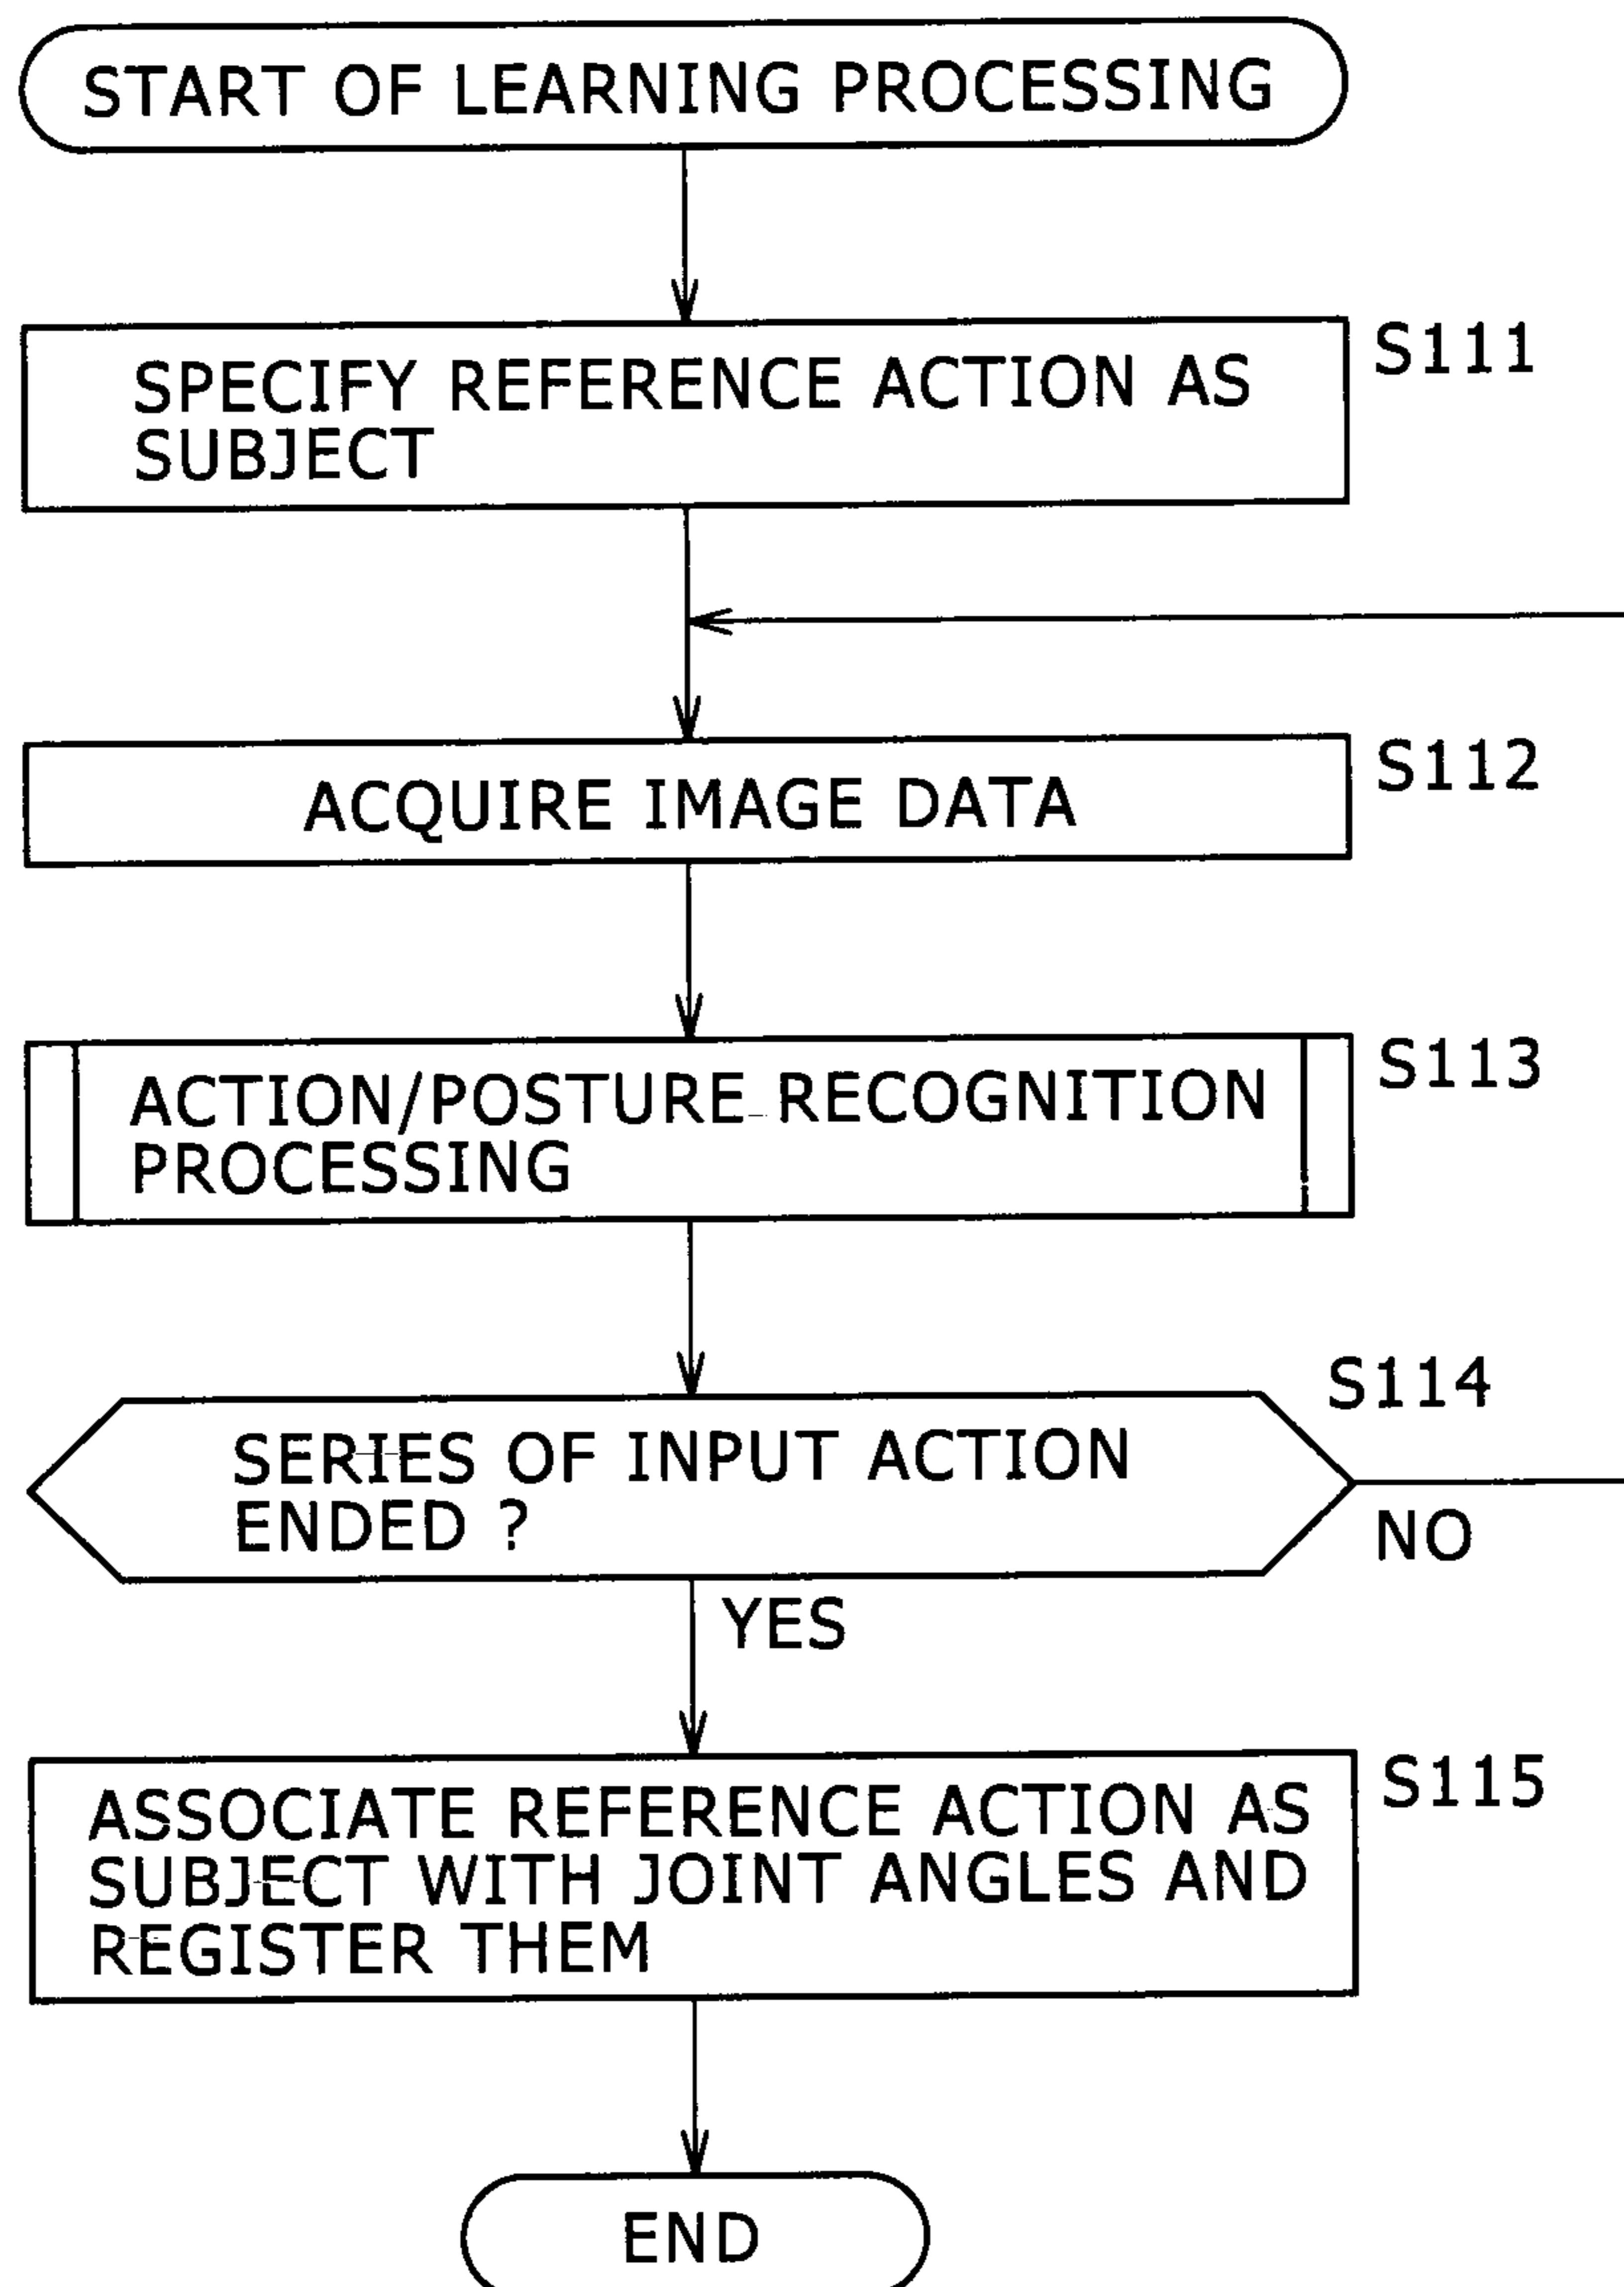 START OF LEARNING PROCESSING
SPECIFY REFERENCE ACTION AS
SUBJECT
S111
ACQUIRE IMAGE DATA
S112
ACTION/POSTURE RECOGNITION
PROCESSING
S113
SERIES OF INPUT ACTION
ENDED ?
S114
NO
YES
ASSOCIATE REFERENCE ACTION AS
SUBJECT WITH JOINT ANGLES AND
REGISTER THEM
S115
END